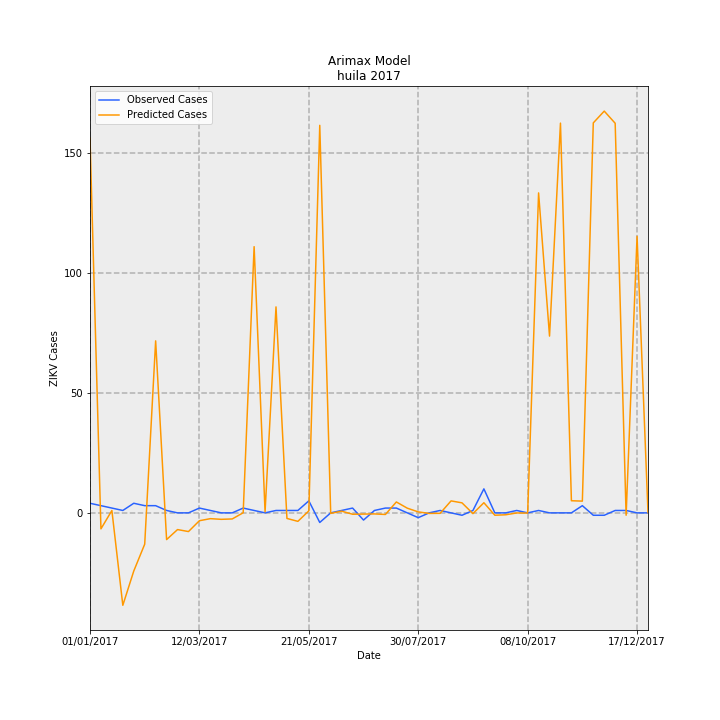 Arimax Model
huila 2017
Observed Cases
Predicted Cases
ZIKV Cases
150
100
50
0
01/01/2017
12/03/2017
21/05/2017
30/07/2017
08/10/2017
17/12/2017
Date